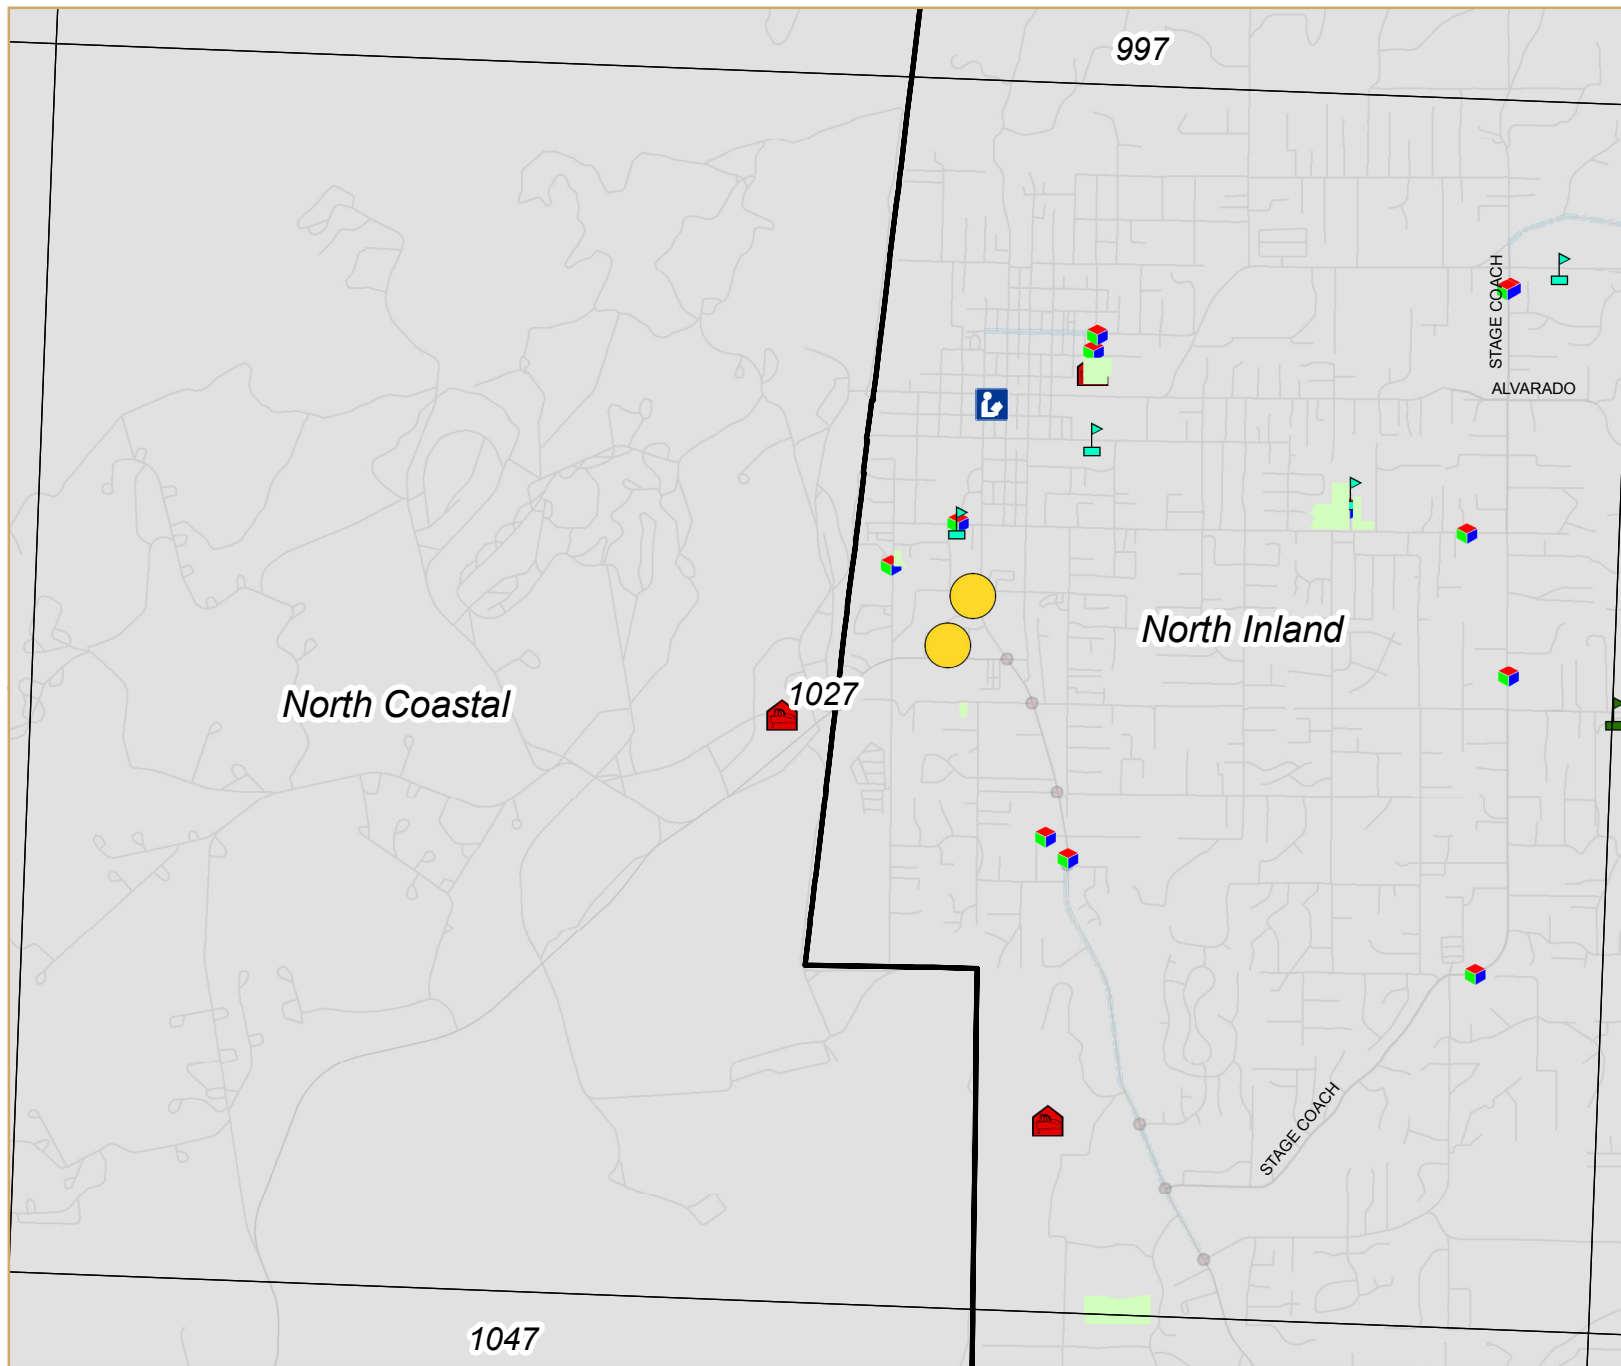 997
STAGE COACH
ALVARADO
North Inland
1027
North Coastal
STAGE COACH
1047